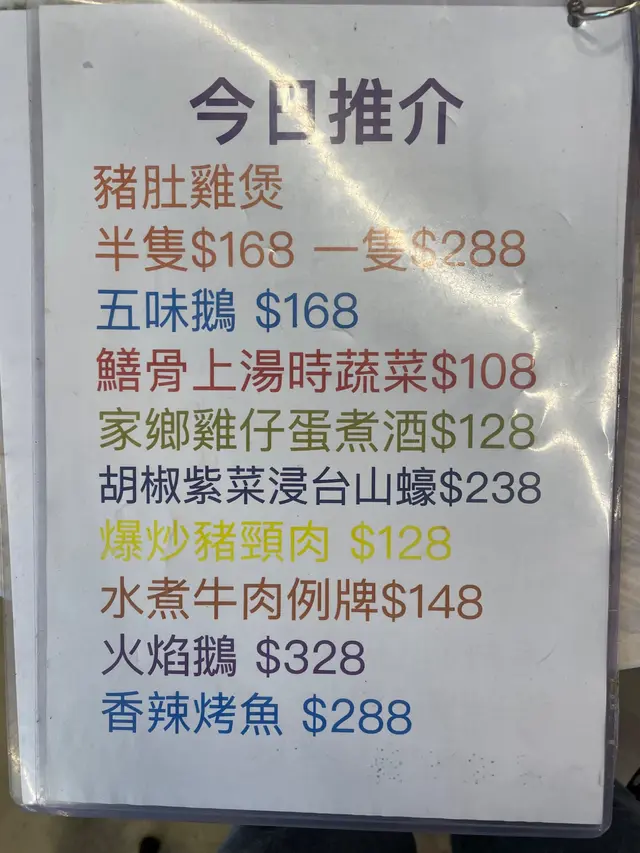 今日推介
豬肚雞煲
半隻$168 一隻$288
五味鵝 $168
鱔骨上湯時蔬菜$108
家鄉雞仔蛋煮酒$128
胡椒紫菜浸台山蠔$238
爆炒豬頸肉 $128
水煮牛肉例牌$148
火焰鵝 $328
香辣烤魚 $288